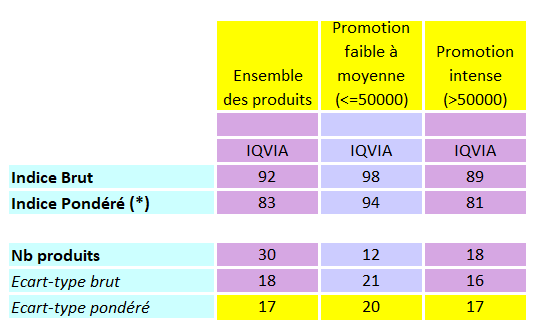 Ensemble
des produits
Promotion
faible à
moyenne
(<=50000)
Promotion
intense
(>50000)
IQVIA IQVIA IQVIA
Indice Brut 92 98 89
Indice Pondéré (*) 83 94 81
Nb produits 30 12 18
Ecart-type brut 18 21 16
Ecart-type pondéré 17 20 17